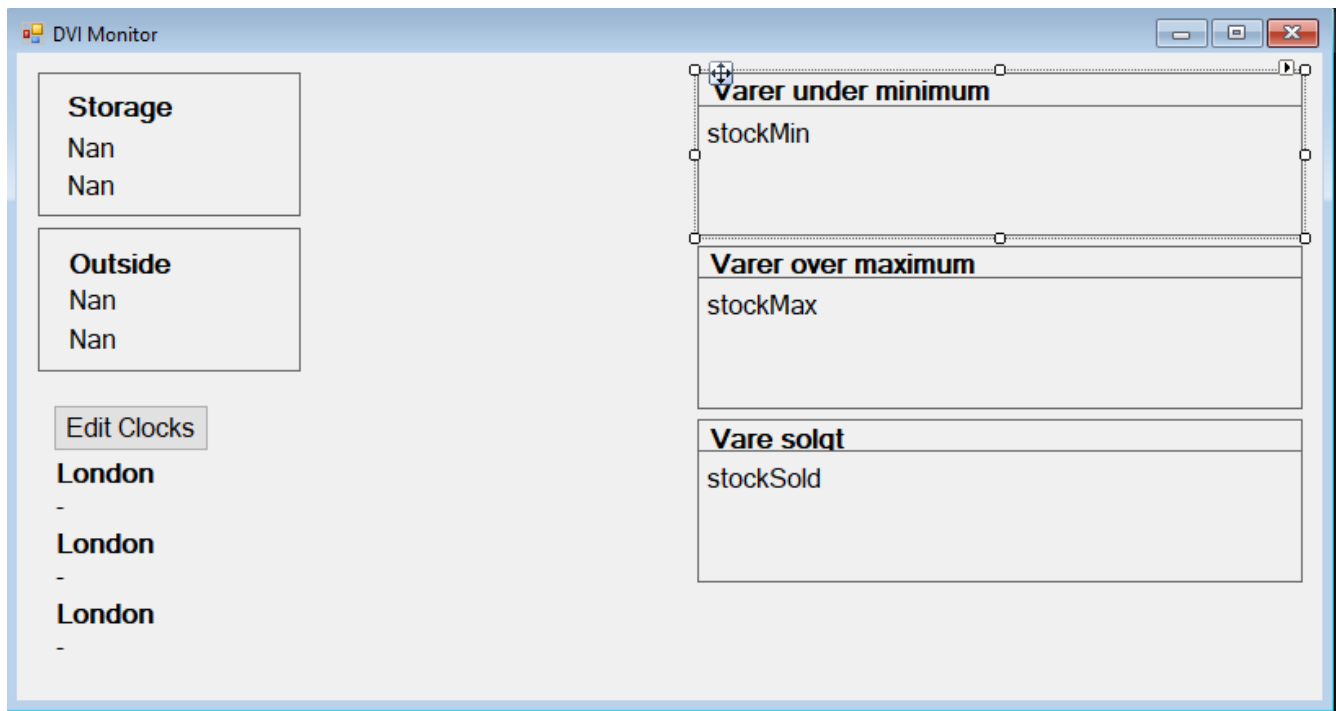 DVI Monitor
Storage
Nan
Nan
Outside
Nan
Nan
Edit Clocks
London
-
London
-
London
-
Varer under minimum
stockMin
Varer over maximum
stockMax
Vare solgt
stockSold